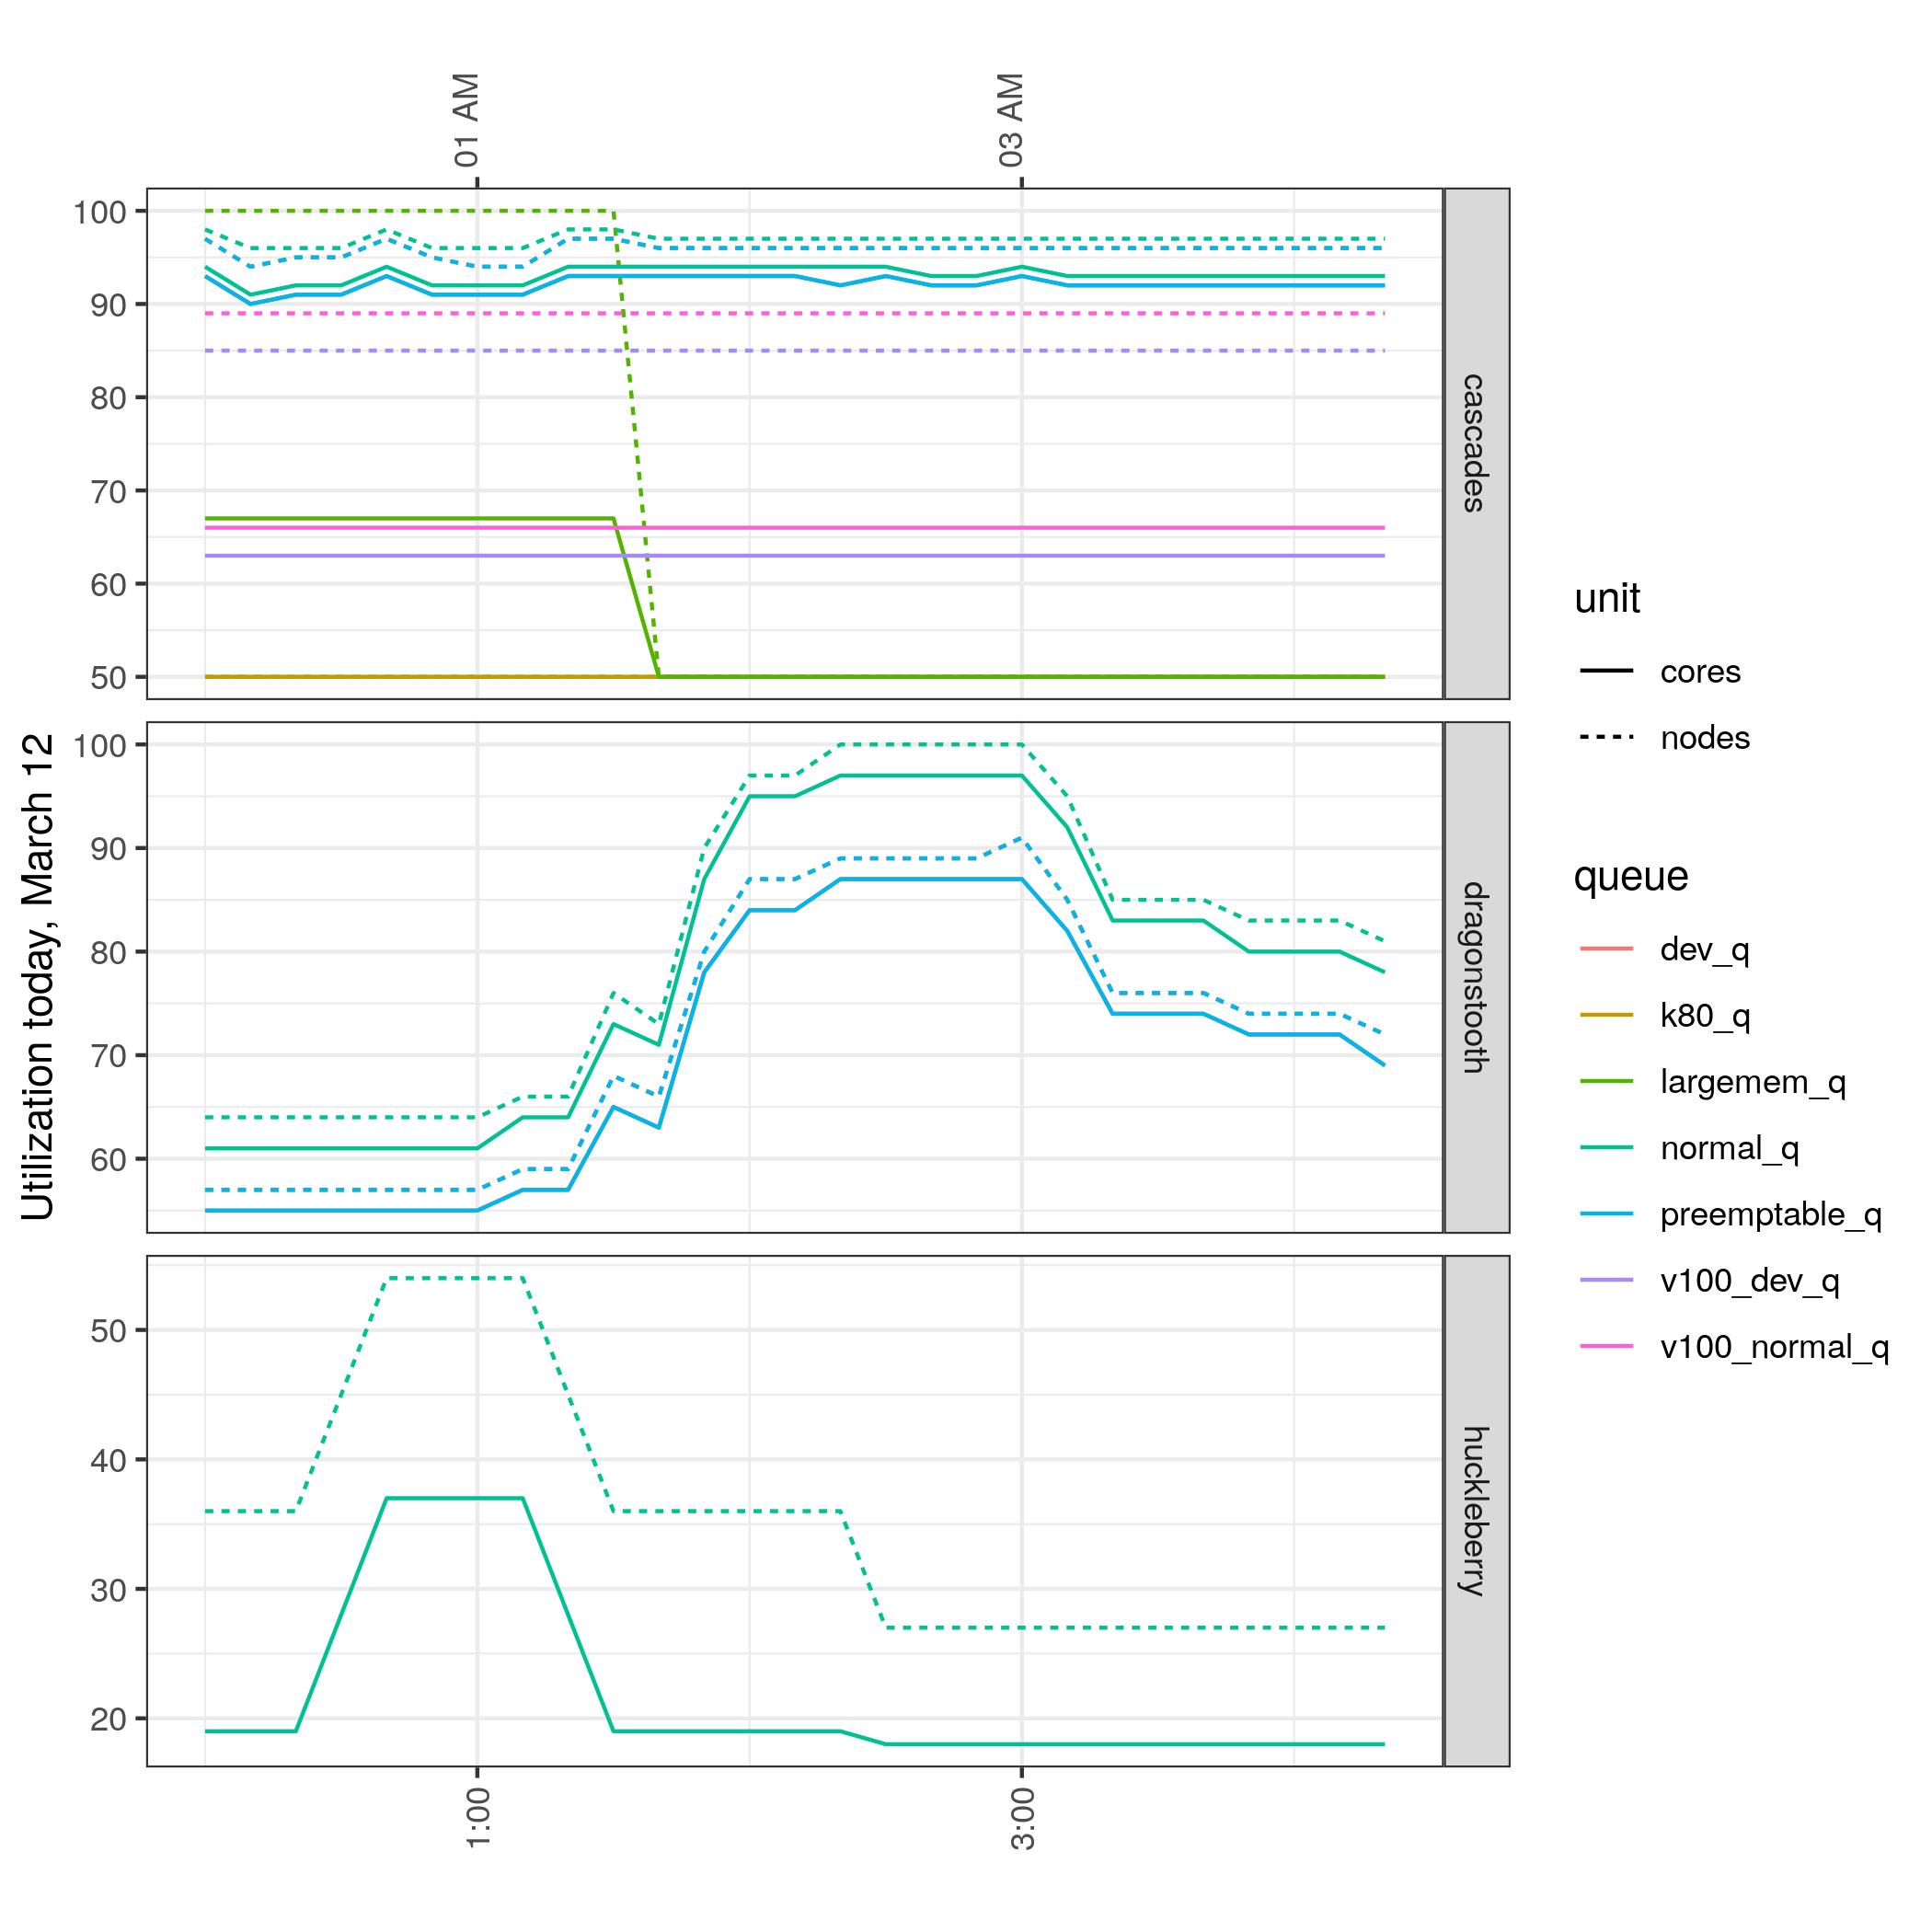 01 AM
03 AM
100
90
80
70
60
50
cascades
Utilization today, March 12
100
90
80
70
60
dragonstooth
50
40
30
20
huckleberry
1:00
3:00
unit
cores
nodes
queue
dev_q
k80_q
largemem_q
normal_q
preemptable_q
v100_dev_q
v100_normal_q